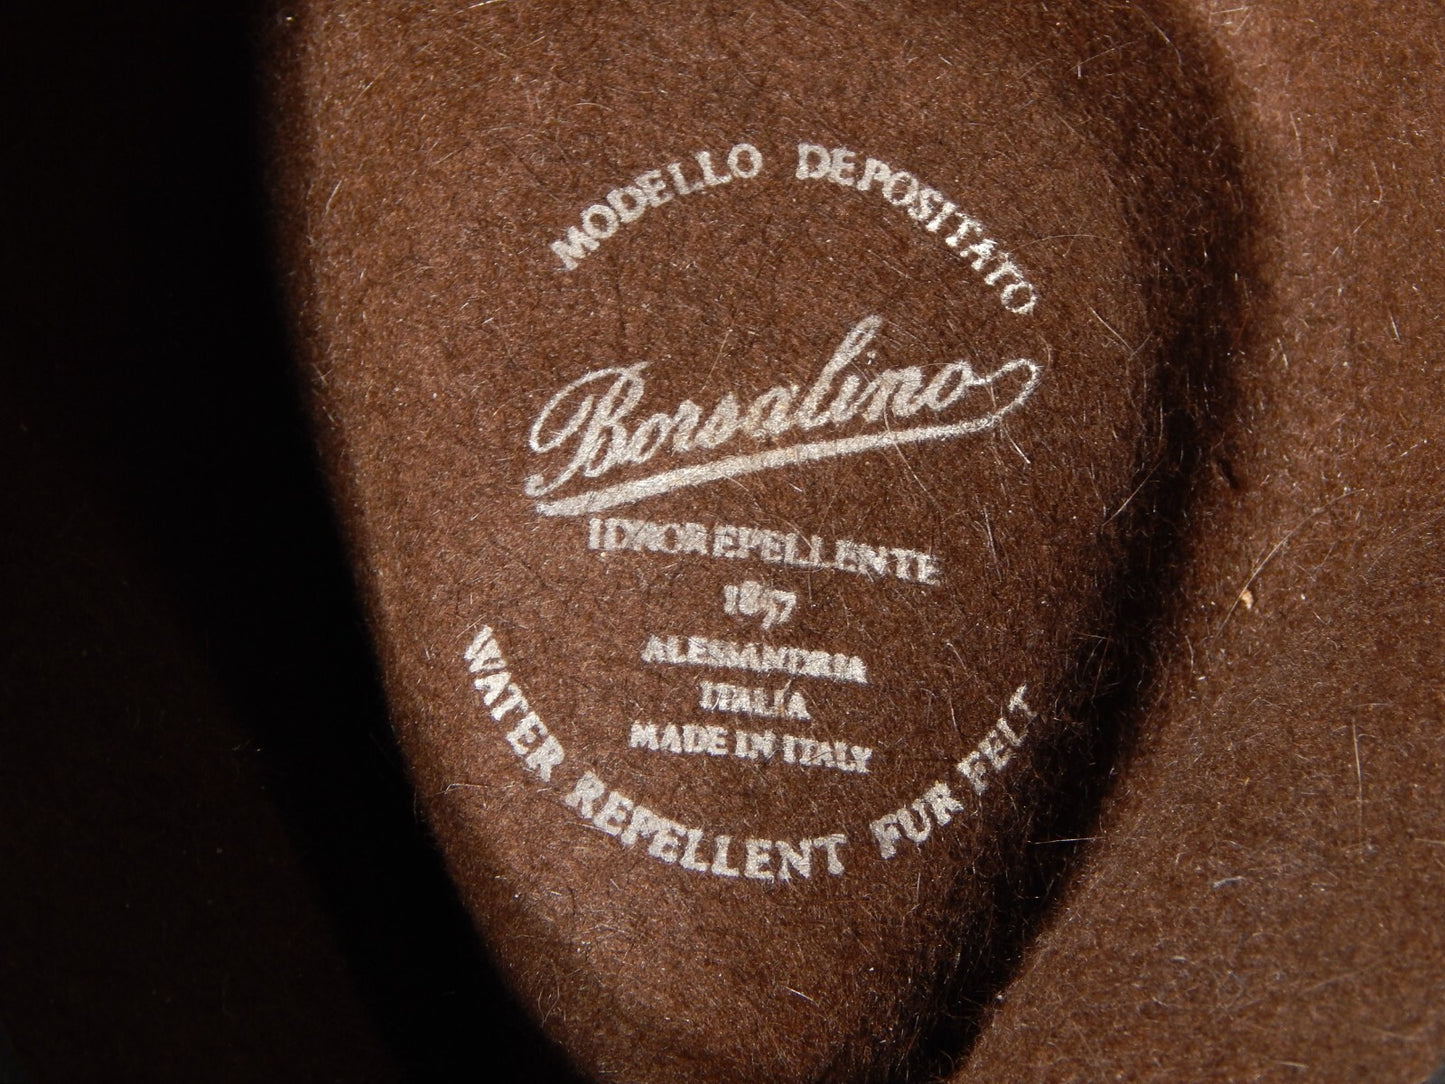 MODELLO DEPOSITATO
Borsalino
IDROREPELLENTE
1857
ALESSANDRIA
ITALIA
MADE IN ITALY
WATER REPELLENT FUR FELT